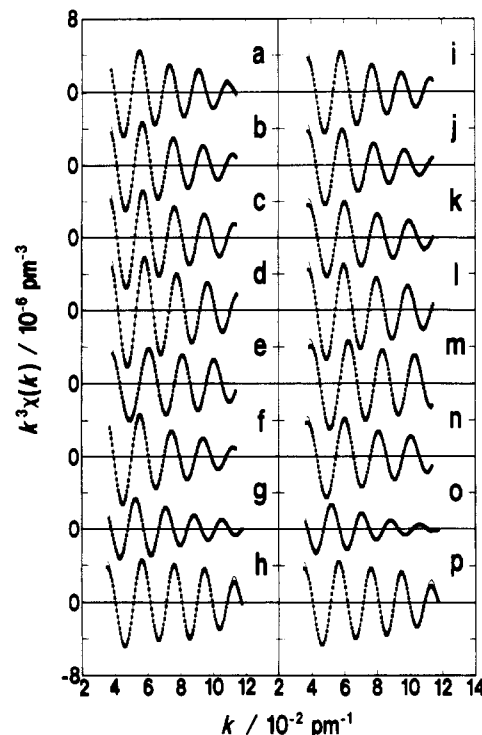 8
a i
0
b j
0
c k
0
d l
0
e m
0
f n
0
g o
0
h p
0
-8
2 4 6 8 10 12 2 4 6 8 10 12 14
k³χ(k) / 10⁻⁶ pm⁻³
k / 10⁻² pm⁻¹